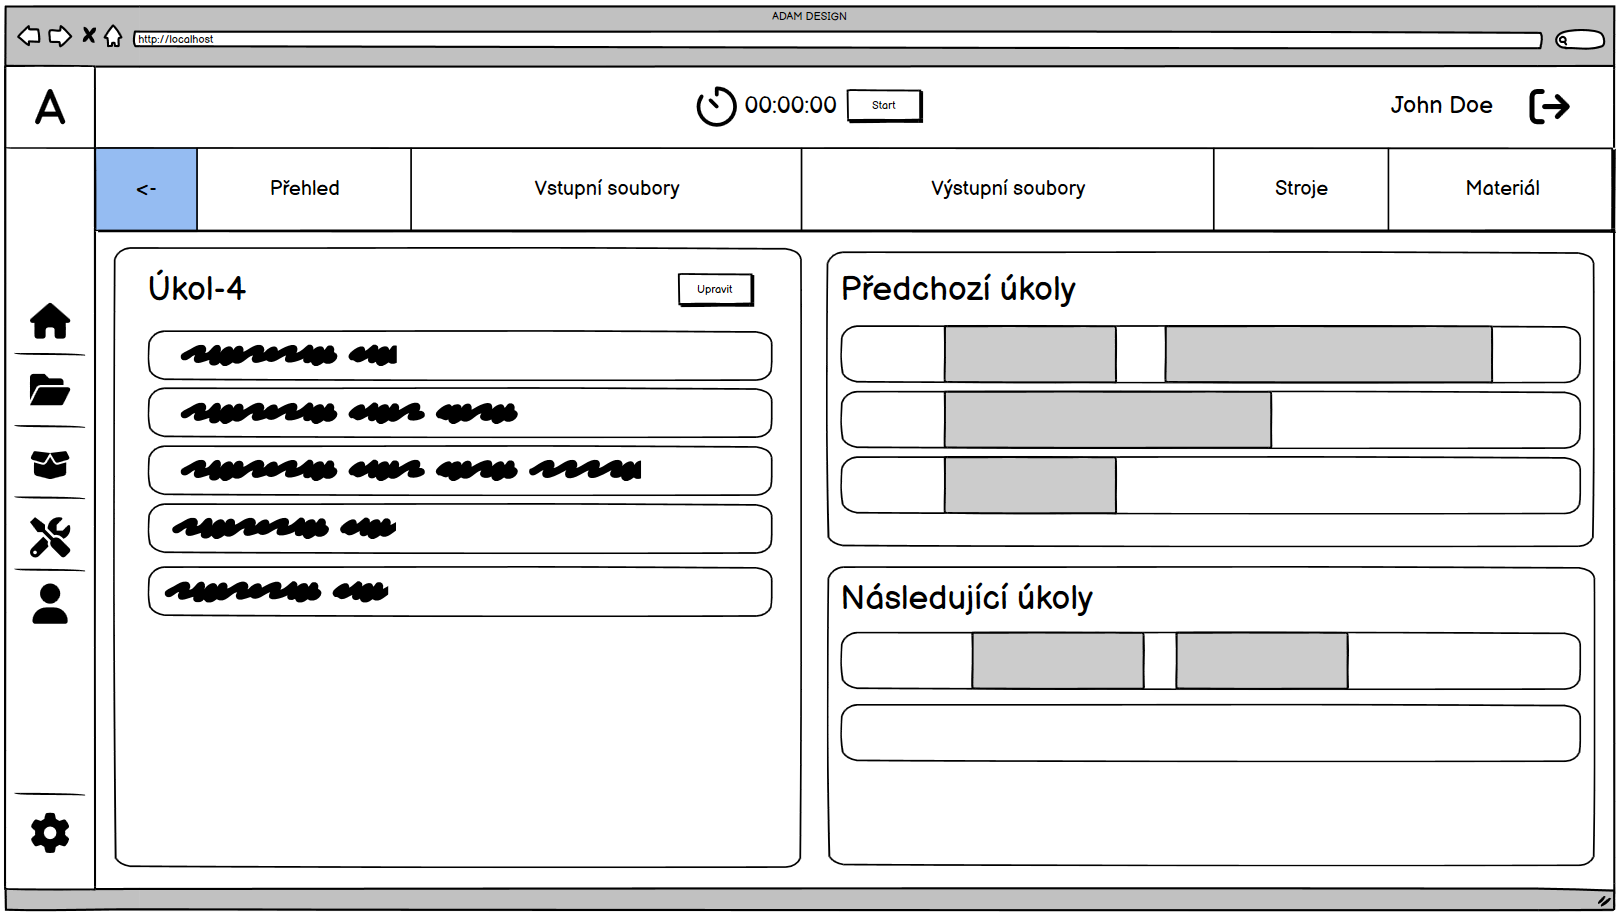 ADAM DESIGN
http://localhost
A
00:00:00
Start
John Doe
<-
Přehled
Vstupní soubory
Výstupní soubory
Stroje
Materiál
Úkol-4
Upravit
Předchozí úkoly
Následující úkoly